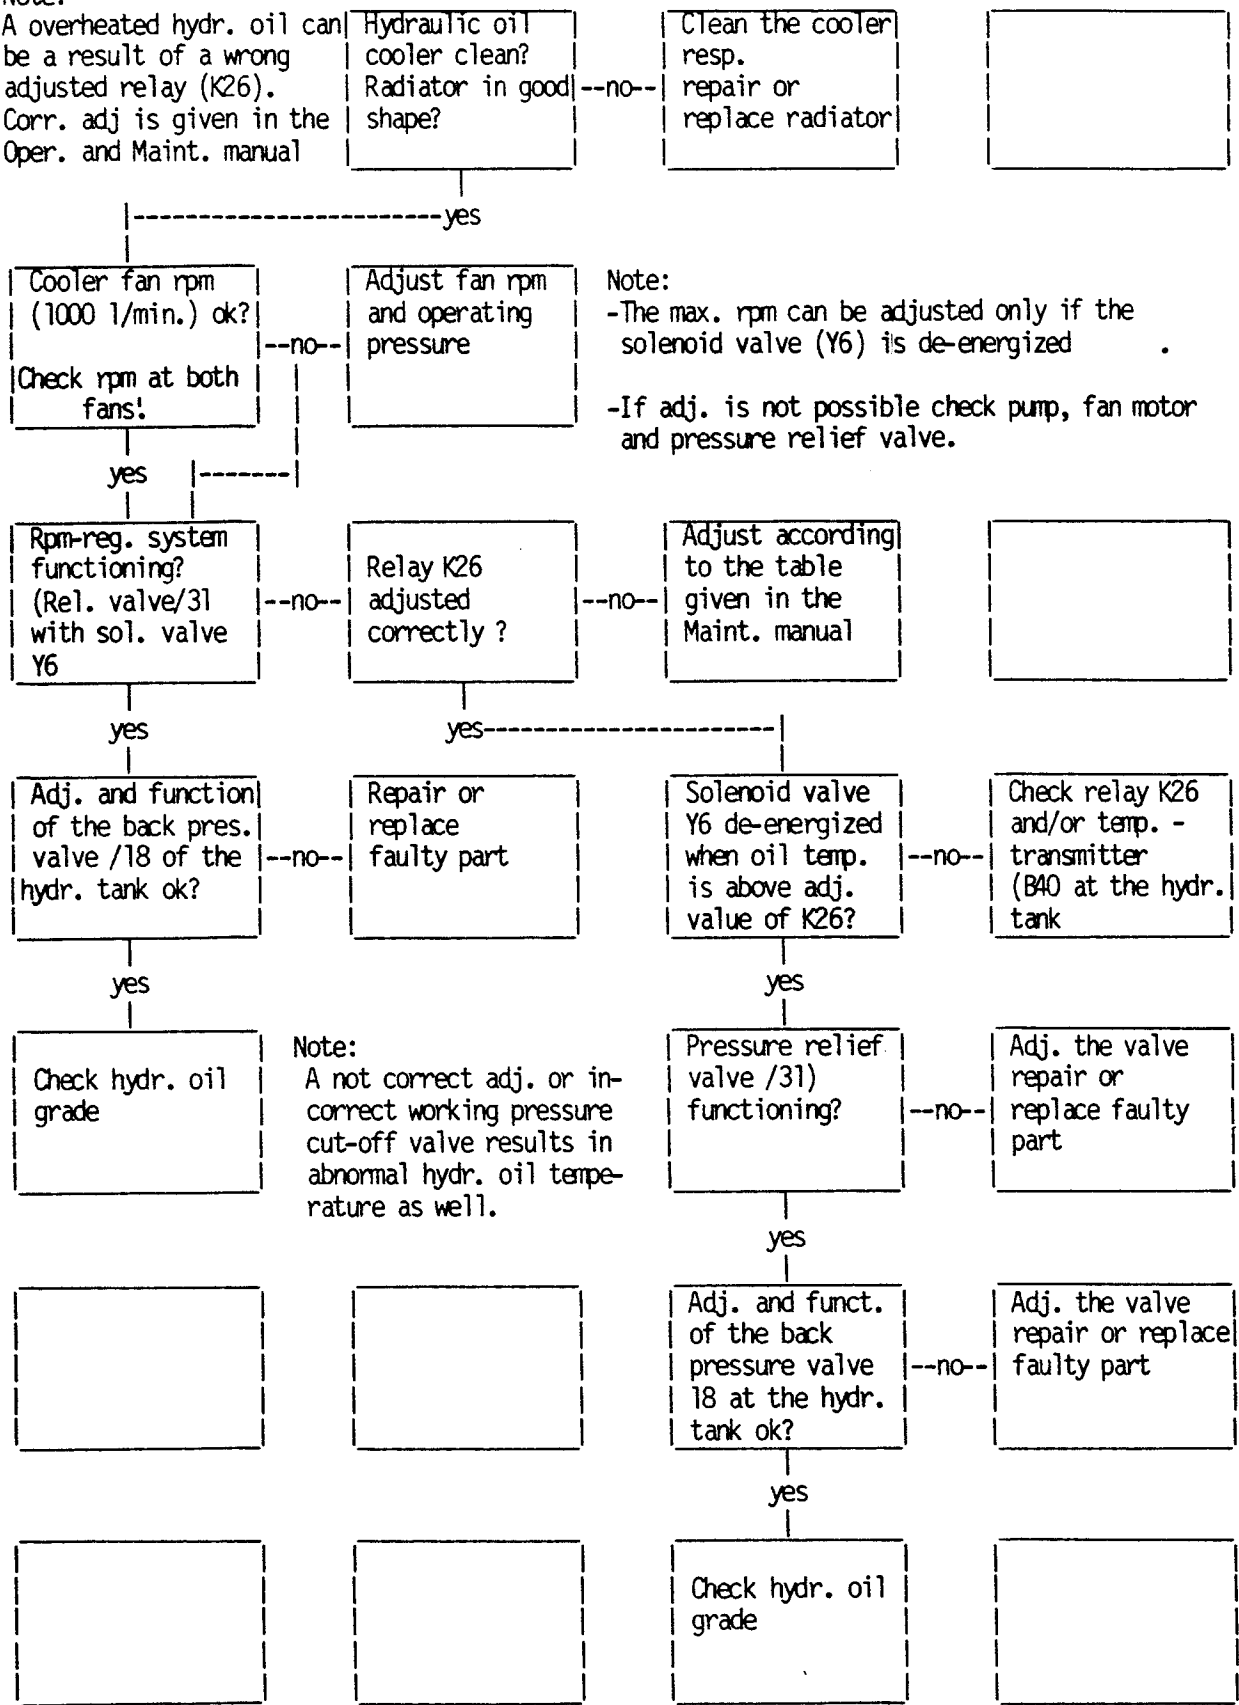 Note:
A overheated hydr. oil can
be a result of a wrong
adjusted relay (K26).
Corr. adj is given in the
Oper. and Maint. manual
Hydraulic oil
cooler clean?
Radiator in good
shape?
--no--
Clean the cooler
resp.
repair or
replace radiator
yes
Cooler fan rpm
(1000 1/min.) ok?
Check rpm at both
fans!
--no--
Adjust fan rpm
and operating
pressure
Note:
-The max. rpm can be adjusted only if the
solenoid valve (Y6) is de-energized .
-If adj. is not possible check pump, fan motor
and pressure relief valve.
yes
Rpm-reg. system
functioning?
(Rel. valve/31
with sol. valve
Y6
--no--
Relay K26
adjusted
correctly ?
--no--
Adjust according
to the table
given in the
Maint. manual
yes
yes
Adj. and function
of the back pres.
valve /18 of the
hydr. tank ok?
--no--
Repair or
replace
faulty part
Solenoid valve
Y6 de-energized
when oil temp.
is above adj.
value of K26?
--no--
Check relay K26
and/or temp. -
transmitter
(B40 at the hydr.
tank
yes
yes
Check hydr. oil
grade
Note:
A not correct adj. or in-
correct working pressure
cut-off valve results in
abnormal hydr. oil tempe-
rature as well.
Pressure relief
valve /31)
functioning?
--no--
Adj. the valve
repair or
replace faulty
part
yes
Adj. and funct.
of the back
pressure valve
18 at the hydr.
tank ok?
--no--
Adj. the valve
repair or replace
faulty part
yes
Check hydr. oil
grade